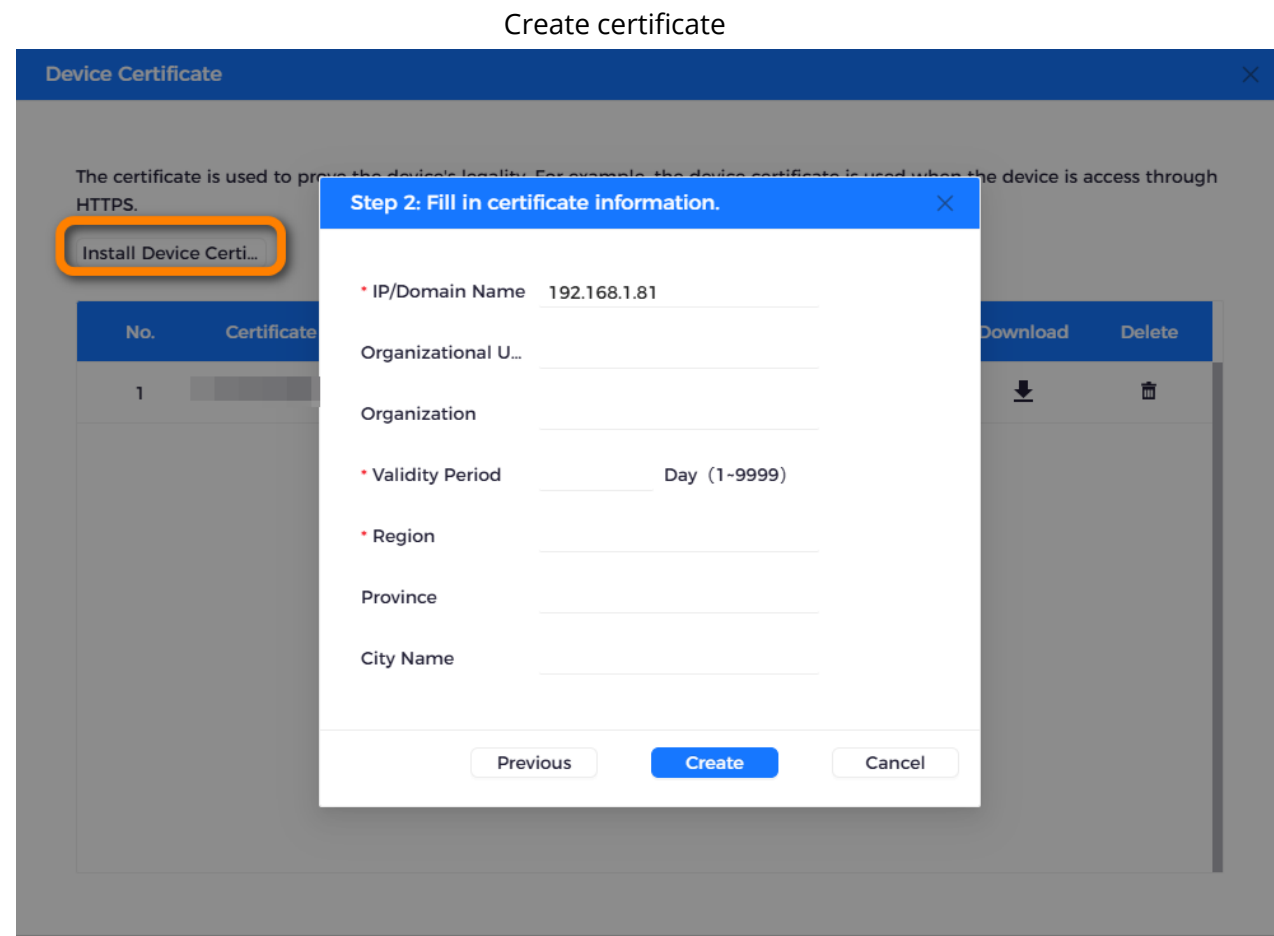 Create certificate
Device Certificate
The certificate is used to prove the device's legality. For example, the device certificate is used when the device is access through
HTTPS.
Step 2: Fill in certificate information.
Install Device Certi...
* IP/Domain Name 192.168.1.81
No. Certificate Download Delete
Organizational U...
1
Organization
* Validity Period Day (1~9999)
* Region
Province
City Name
Previous Create Cancel